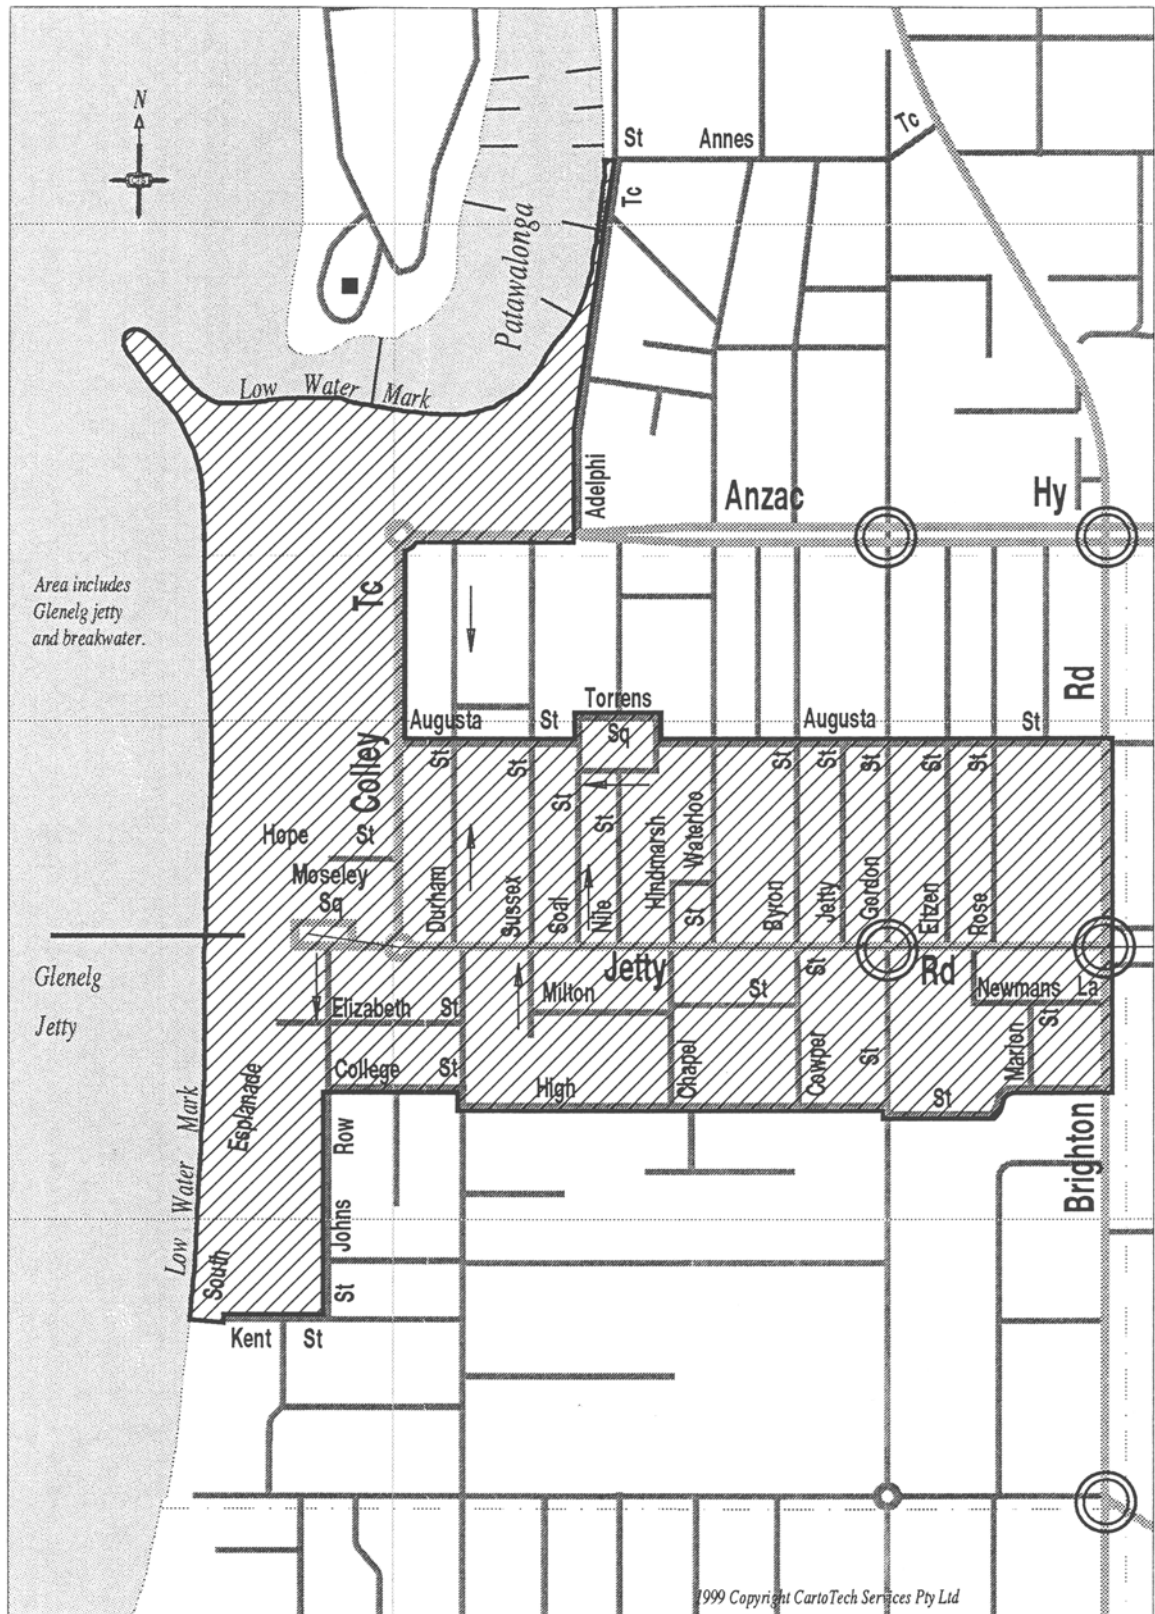 N
St Annes Tc
Tc
Patawalonga
Low Water Mark
Adelphi
Anzac Hy
Area includes
Glenelg jetty
and breakwater.
Tc
Colley
Rd
Brighton
Torrens
Sq
Augusta St
Augusta St
St
St
St
St
St
St
St
St
St
Hope St
Moseley
Sq
Durham
Sussex
Soal
Nile
Hindmarsh
Waterloo
St
Byron
Jetty
Gordon
Eitzen
Rose
Glenelg
Jetty
Jetty Rd
Elizabeth St
Milton St
St
Newmans La
College St
High St
Chapel
Cowper
St
Marion
St
Esplanade
South
Low Water Mark
St Johns Row
Kent St
1999 Copyright CartoTech Services Pty Ltd